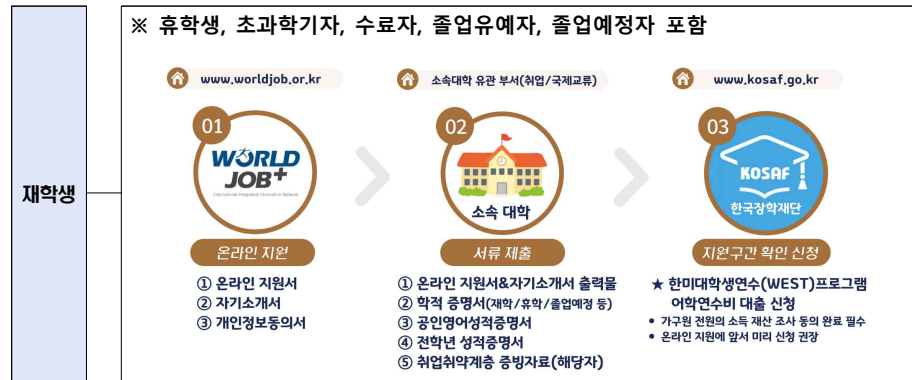 ※ 휴학생, 초과학기자, 수료자, 졸업유예자, 졸업예정자 포함
재학생
www.worldjob.or.kr
01
WORLD
JOB+
International Integrated Information Network
온라인 지원
① 온라인 지원서
② 자기소개서
③ 개인정보동의서
소속대학 유관 부서(취업/국제교류)
02
소속 대학
서류 제출
① 온라인 지원서&자기소개서 출력물
② 학적 증명서(재학/휴학/졸업예정 등)
③ 공인영어성적증명서
④ 전학년 성적증명서
⑤ 취업취약계층 증빙자료(해당자)
www.kosaf.go.kr
03
KOSAF
한국장학재단
지원구간 확인 신청
★ 한미대학생연수(WEST)프로그램
어학연수비 대출 신청
• 가구원 전원의 소득 재산 조사 동의 완료 필수
• 온라인 지원에 앞서 미리 신청 권장